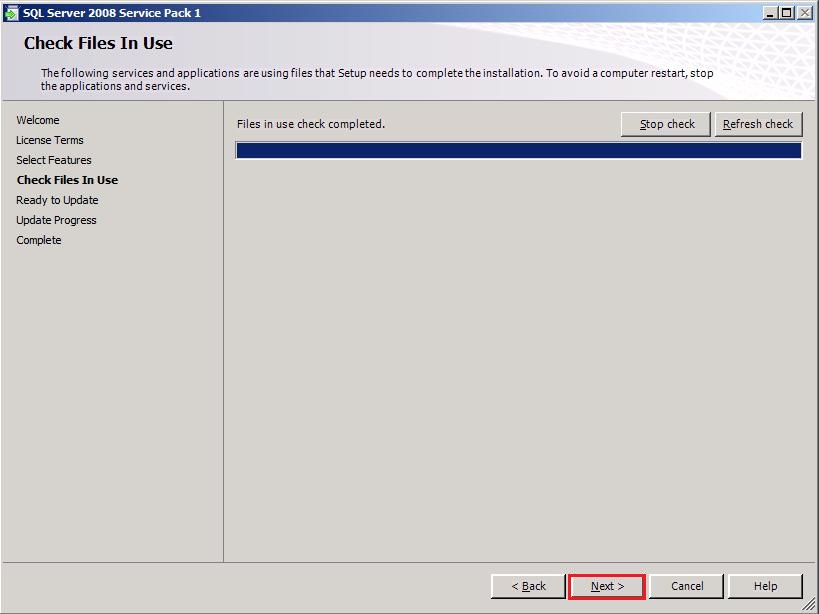 SQL Server 2008 Service Pack 1
Check Files In Use
The following services and applications are using files that Setup needs to complete the installation. To avoid a computer restart, stop
the applications and services.
Welcome
License Terms
Select Features
Check Files In Use
Ready to Update
Update Progress
Complete
Files in use check completed.
Stop check
Refresh check
< Back
Next >
Cancel
Help